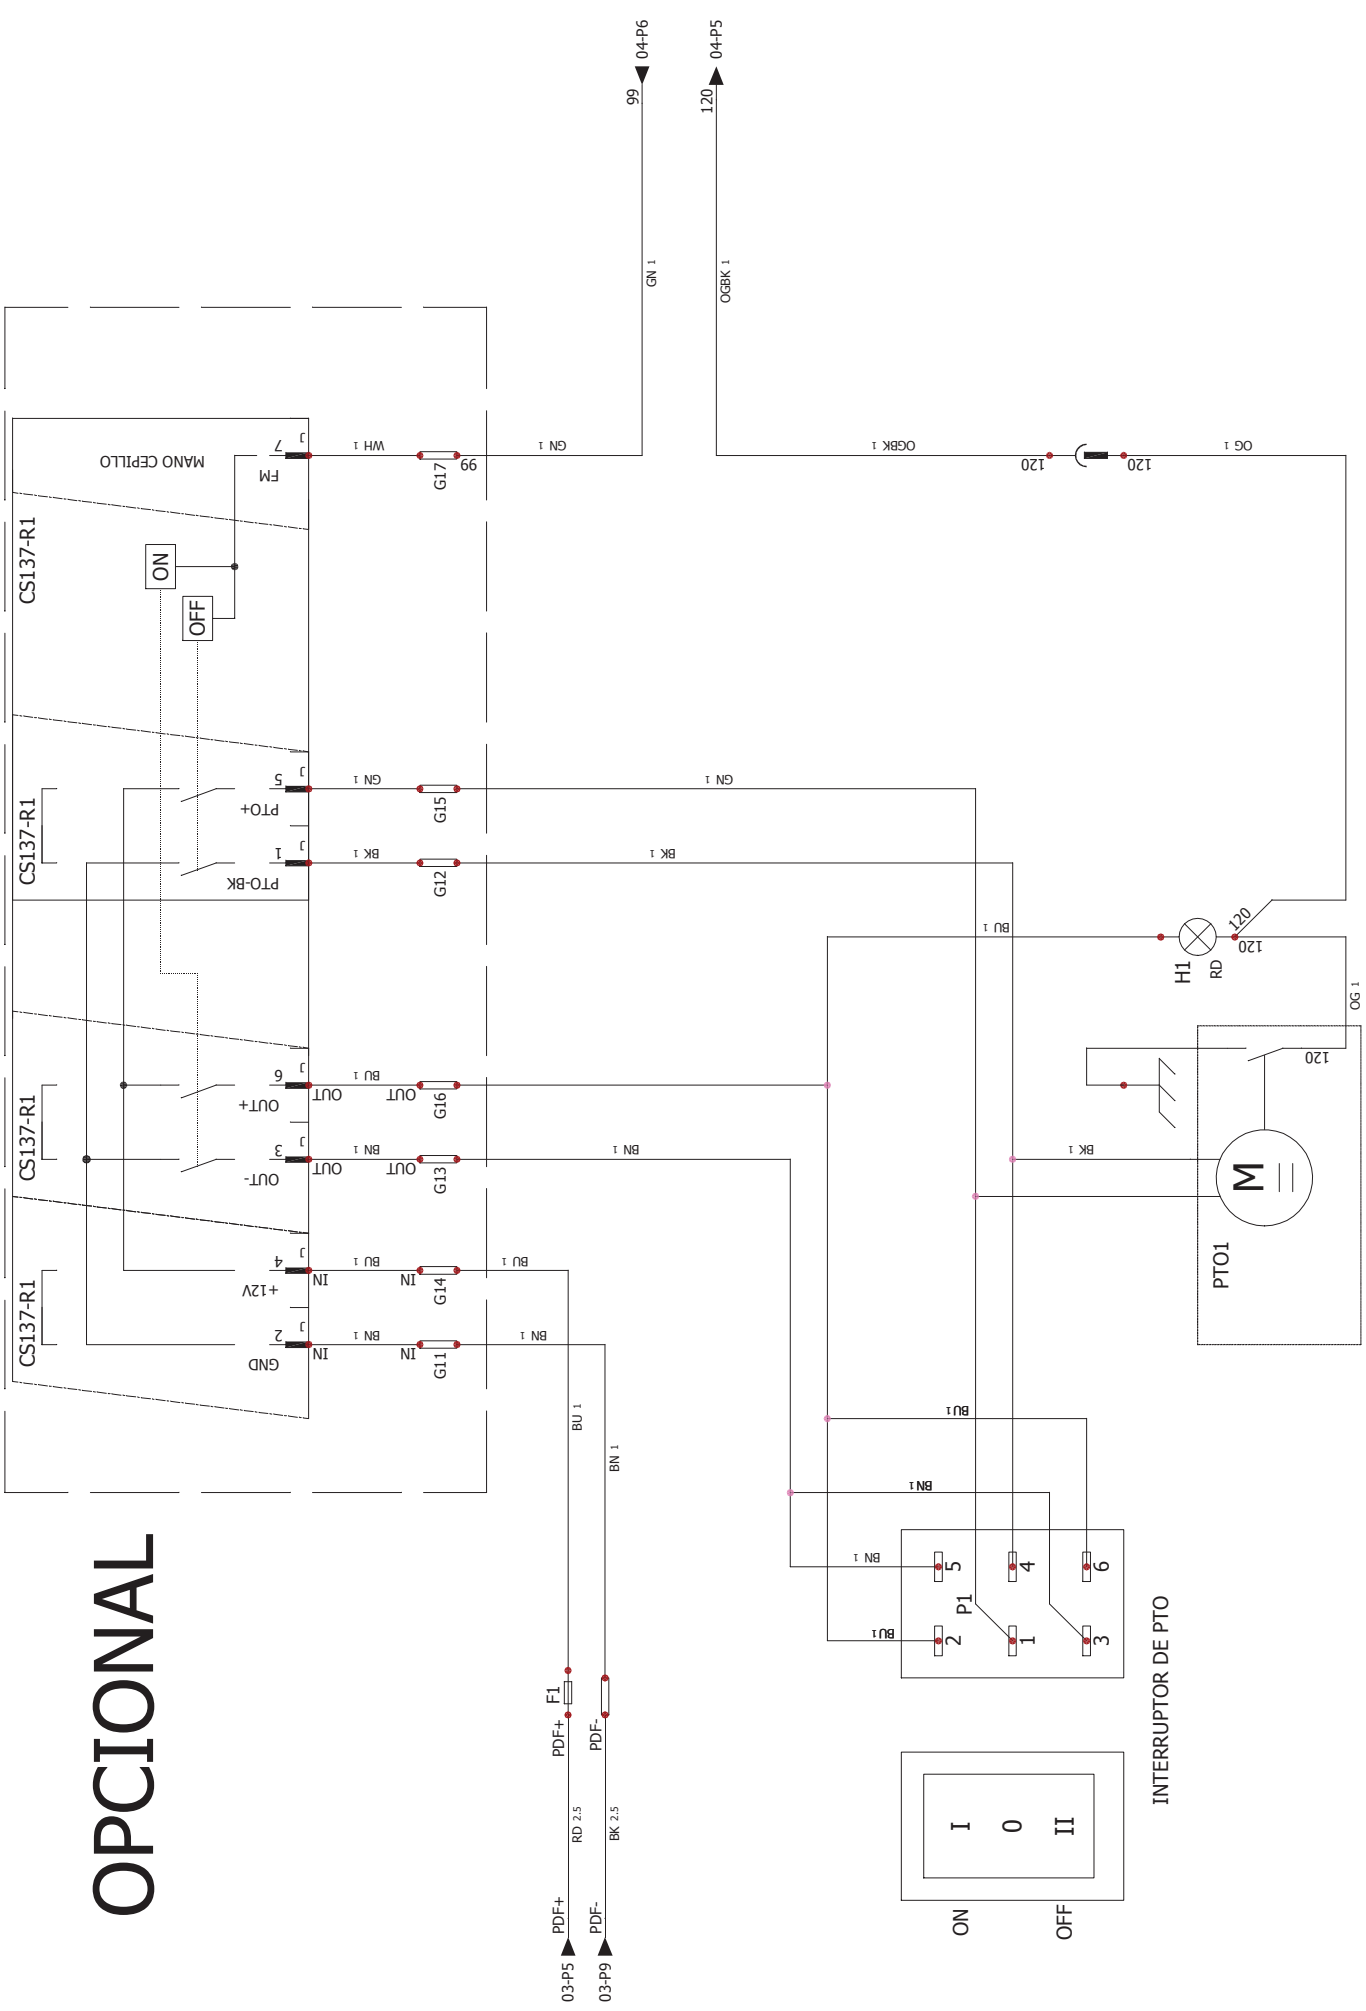 OPCIONAL
CS137-R1
CS137-R1
CS137-R1
CS137-R1
GND
2
J
+12V
4
J
OUT-
3
J
OUT+
6
J
PTO-BK
1
J
PTO+
5
J
OFF
ON
MANO CEPILLO
FM
7
J
IN
BN 1
IN
G11
BN 1
IN
BU 1
IN
G14
BU 1
OUT
BN 1
OUT
G13
BN 1
OUT
BU 1
OUT
G16
BK 1
G12
BK 1
GN 1
G15
GN 1
WH 1
G17
99
GN 1
GN 1
99
04-P6
OGBK 1
120
04-P5
OGBK 1
120
120
OG 1
03-P5
PDF+
RD 2.5
PDF+
F1
BU 1
03-P9
PDF-
BK 2.5
PDF-
BN 1
ON
OFF
I
0
II
INTERRUPTOR DE PTO
P1
2
5
1
4
3
6
BU 1
BN 1
BN 1
BU 1
BU 1
H1
RD
120
120
OG 1
PTO1
M
BK 1
120